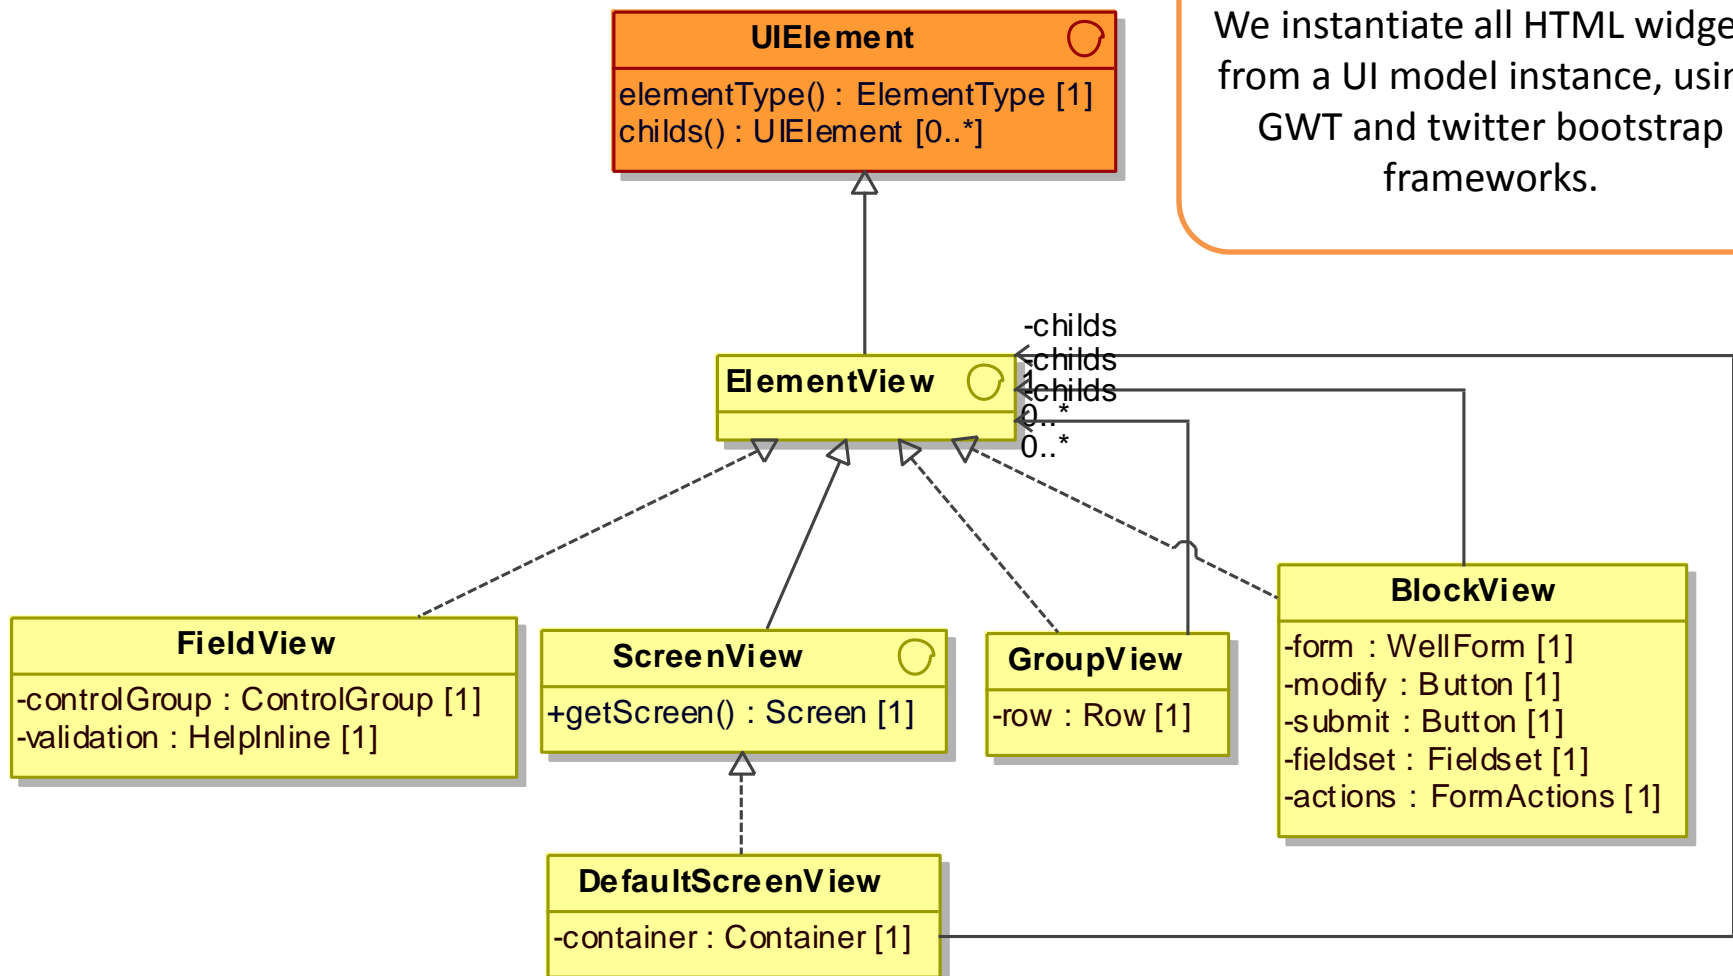 UIElement
elementType() : ElementType [1]
childs() : UIElement [0..*]
We instantiate all HTML
from a UI model instance,
GWT and twitter bootstrap
frameworks.
-childs
-childs
1
-childs
0..*
0..*
ElementView
FieldView
-controlGroup : ControlGroup [1]
-validation : HelpInline [1]
ScreenView
+getScreen() : Screen [1]
GroupView
-row : Row [1]
BlockView
-form : WellForm [1]
-modify : Button [1]
-submit : Button [1]
-fieldset : Fieldset [1]
-actions : FormActions [1]
DefaultScreenView
-container : Container [1]